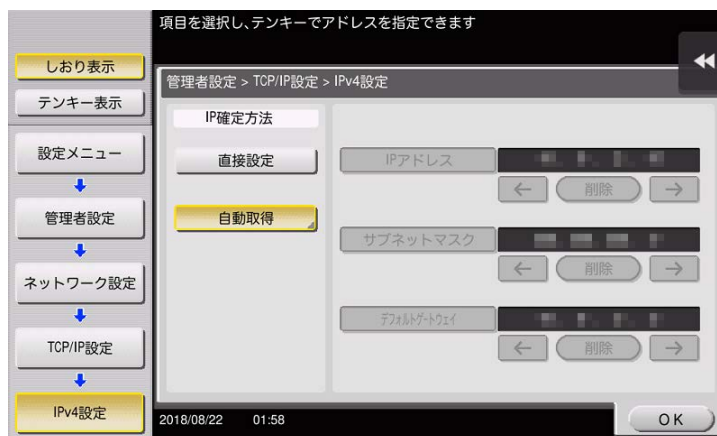 項目を選択し、テンキーでアドレスを指定できます
しおり表示
テンキー表示
設定メニュー
管理者設定
ネットワーク設定
TCP/IP設定
IPv4設定
管理者設定 > TCP/IP設定 > IPv4設定
IP確定方法
直接設定
自動取得
IPアドレス
← 削除 →
サブネットマスク
← 削除 →
デフォルトゲートウェイ
← 削除 →
2018/08/22 01:58
OK